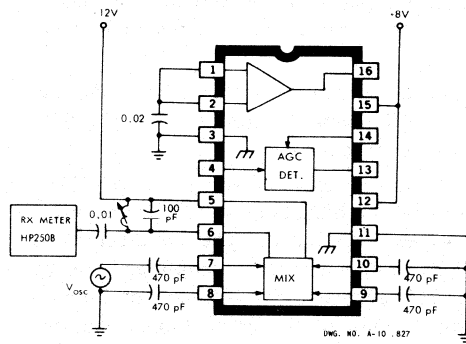 -12V
-8V
1
2
3
4
5
6
7
8
16
15
14
13
12
11
10
9
0.02
AGC
DET.
RX METER
HP250B
0.01
100
pF
470 pF
VOSC
470 pF
MIX
470 pF
470 pF
DWG. NO. A-10,827